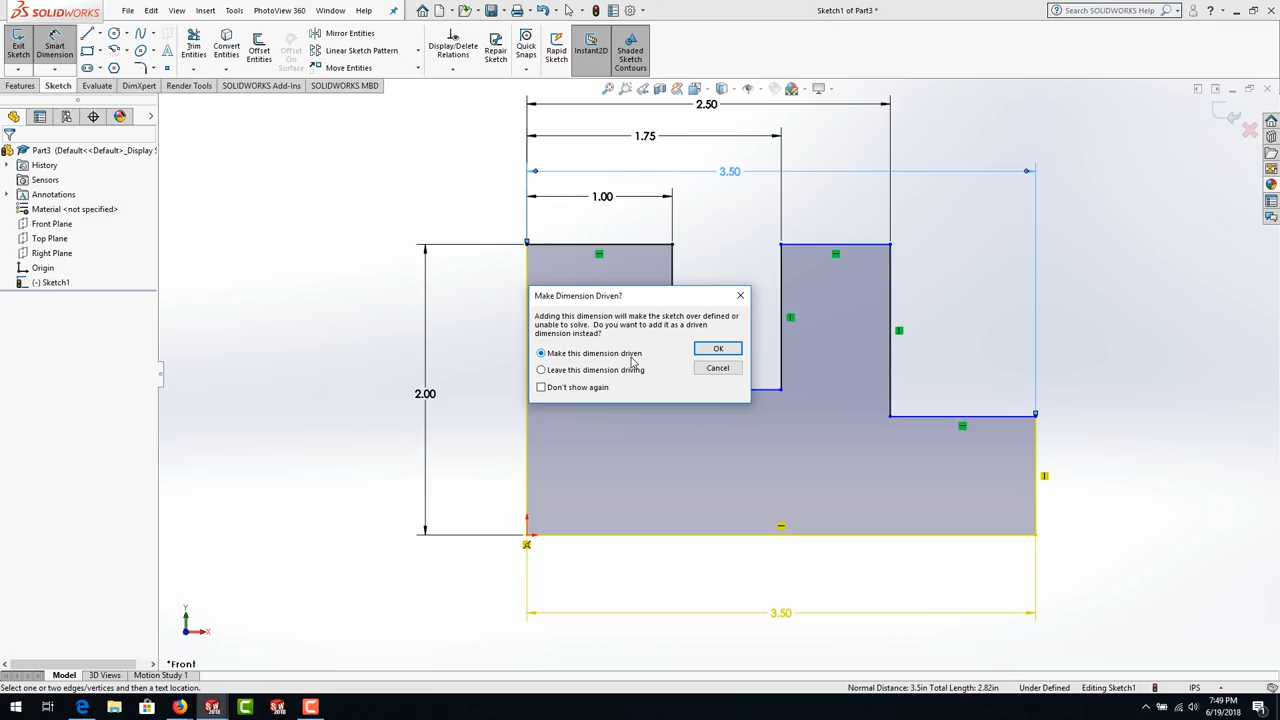 SOLIDWORKS File Edit View Insert Tools PhotoView 360 Window Help Sketch1 of Part3 * Search SOLIDWORKS Help
Exit Sketch
Smart Dimension
Trim Entities
Convert Entities
Offset Entities
Offset On Surface
Mirror Entities
Linear Sketch Pattern
Move Entities
Display/Delete Relations
Repair Sketch
Quick Snaps
Rapid Sketch
Instant2D
Shaded Sketch Contours
Features Sketch Evaluate DimXpert Render Tools SOLIDWORKS Add-Ins SOLIDWORKS MBD
Part3 (Default<<Default>_Display S
History
Sensors
Annotations
Material <not specified>
Front Plane
Top Plane
Right Plane
Origin
(-) Sketch1
2.50
1.75
3.50
1.00
2.00
Make Dimension Driven?
Adding this dimension will make the sketch over defined or
unable to solve. Do you want to add it as a driven
dimension instead?
Make this dimension driven
OK
Leave this dimension driving
Cancel
Don't show again
3.50
Y
X
*Front
Model 3D Views Motion Study 1
Select one or two edges/vertices and then a text location. Normal Distance: 3.5in Total Length: 2.82in Under Defined Editing Sketch1 IPS
7:49 PM
6/19/2018